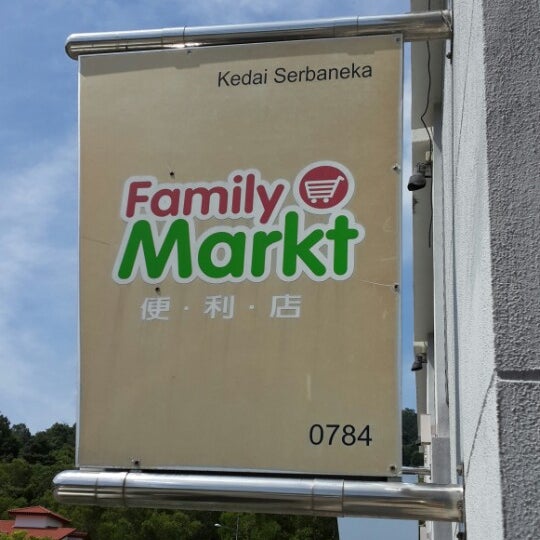 Kedai Serbaneka
Family
Markt
便·利·店
0784